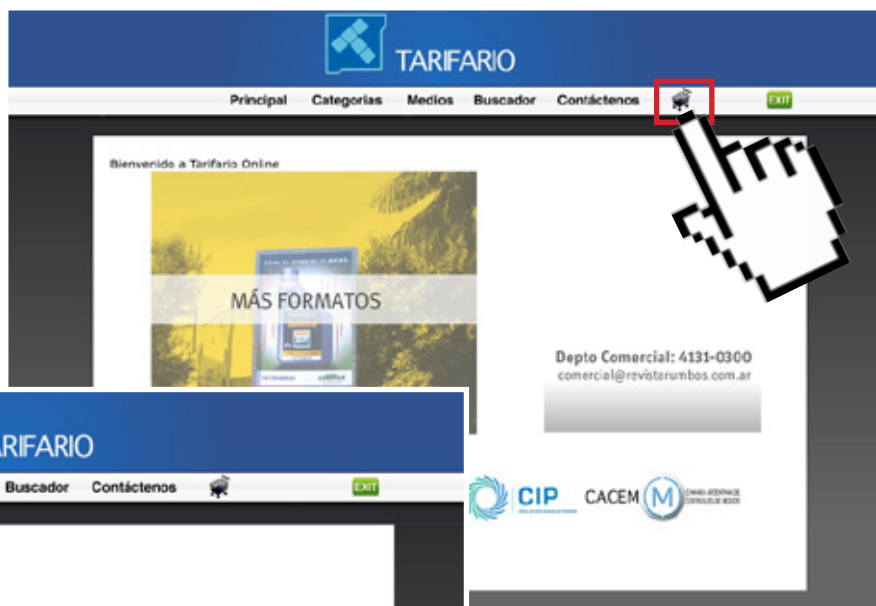 TARIFARIO
Principal Categorias Medios Buscador Contáctenos EXIT
Bienvenido a Tarifario Online
MÁS FORMATOS
Depto Comercial: 4131-0300
comercial@revistarumbos.com.ar
CIP CACEM M
ARIFARIO
Buscador Contáctenos EXIT